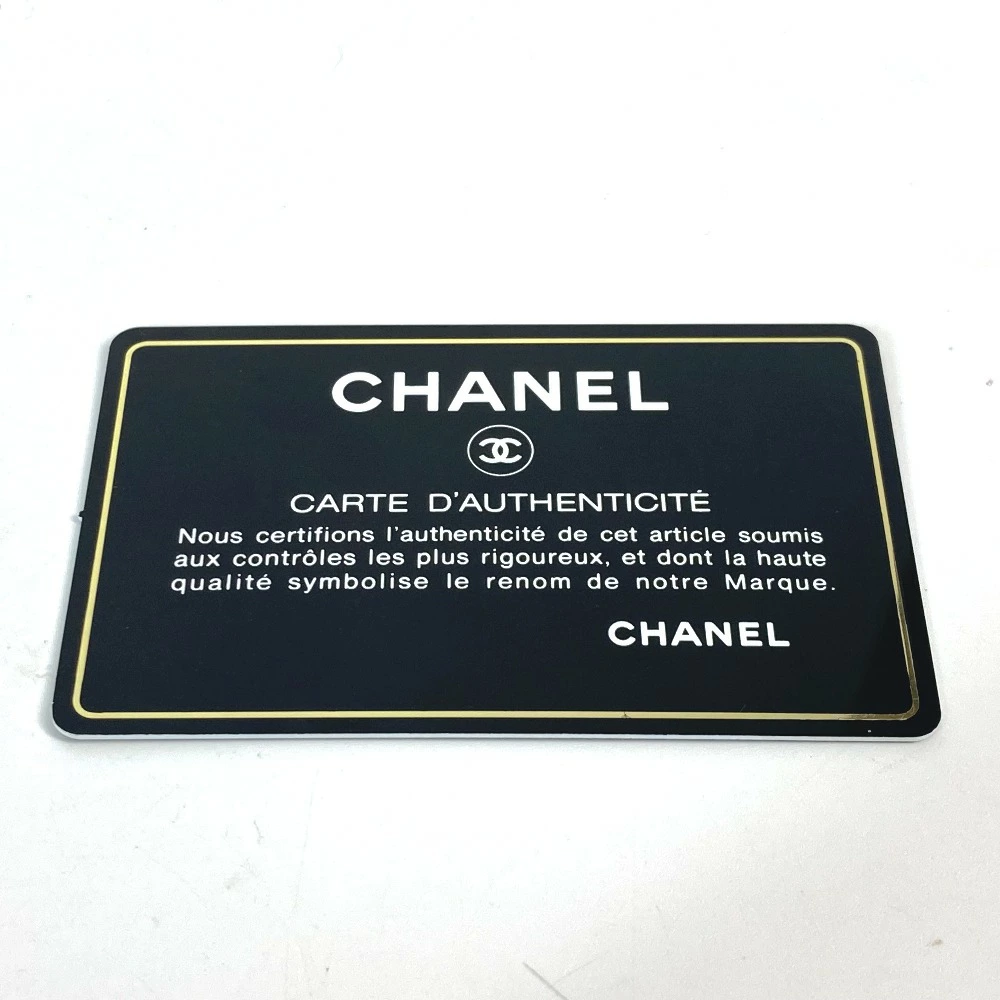 CHANEL
CARTE D'AUTHENTICITÉ
Nous certifions l'authenticité de cet article soumis
aux contrôles les plus rigoureux, et dont la haute
qualité symbolise le renom de notre Marque.
CHANEL